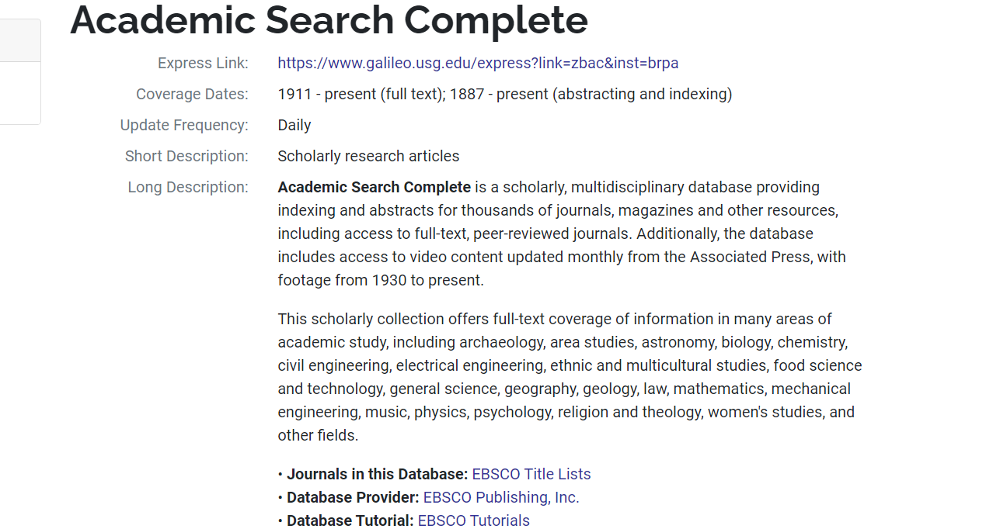 Academic Search Complete
Express Link: https://www.galileo.usg.edu/express?link=zbac&inst=brpa
Coverage Dates: 1911 - present (full text); 1887 - present (abstracting and indexing)
Update Frequency: Daily
Short Description: Scholarly research articles
Long Description: Academic Search Complete is a scholarly, multidisciplinary database providing
indexing and abstracts for thousands of journals, magazines and other resources,
including access to full-text, peer-reviewed journals. Additionally, the database
includes access to video content updated monthly from the Associated Press, with
footage from 1930 to present.
This scholarly collection offers full-text coverage of information in many areas of
academic study, including archaeology, area studies, astronomy, biology, chemistry,
civil engineering, electrical engineering, ethnic and multicultural studies, food science
and technology, general science, geography, geology, law, mathematics, mechanical
engineering, music, physics, psychology, religion and theology, women's studies, and
other fields.
• Journals in this Database: EBSCO Title Lists
• Database Provider: EBSCO Publishing, Inc.
• Database Tutorial: EBSCO Tutorials